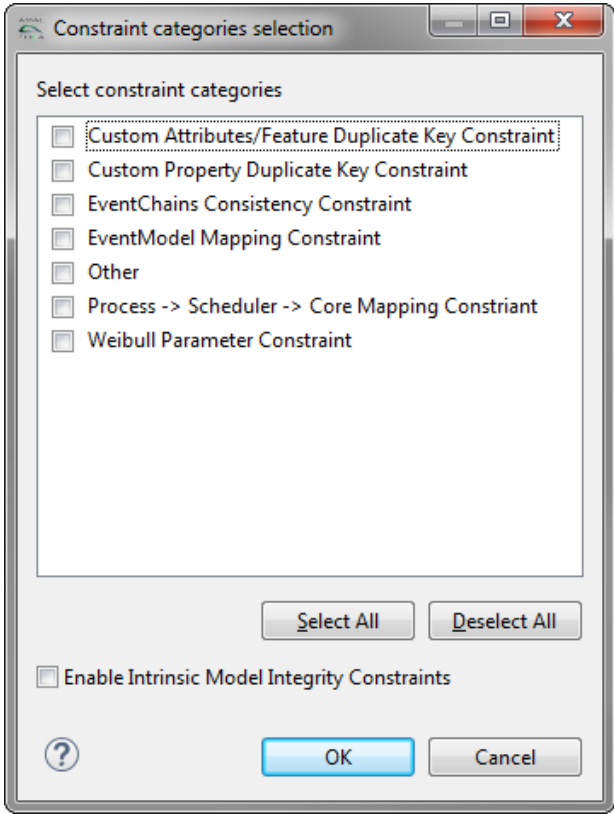 Constraint categories selection
Select constraint categories
Custom Attributes/Feature Duplicate Key Constraint
Custom Property Duplicate Key Constraint
EventChains Consistency Constraint
EventModel Mapping Constraint
Other
Process -> Scheduler -> Core Mapping Constriant
Weibull Parameter Constraint
Select All Deselect All
Enable Intrinsic Model Integrity Constraints
? OK Cancel